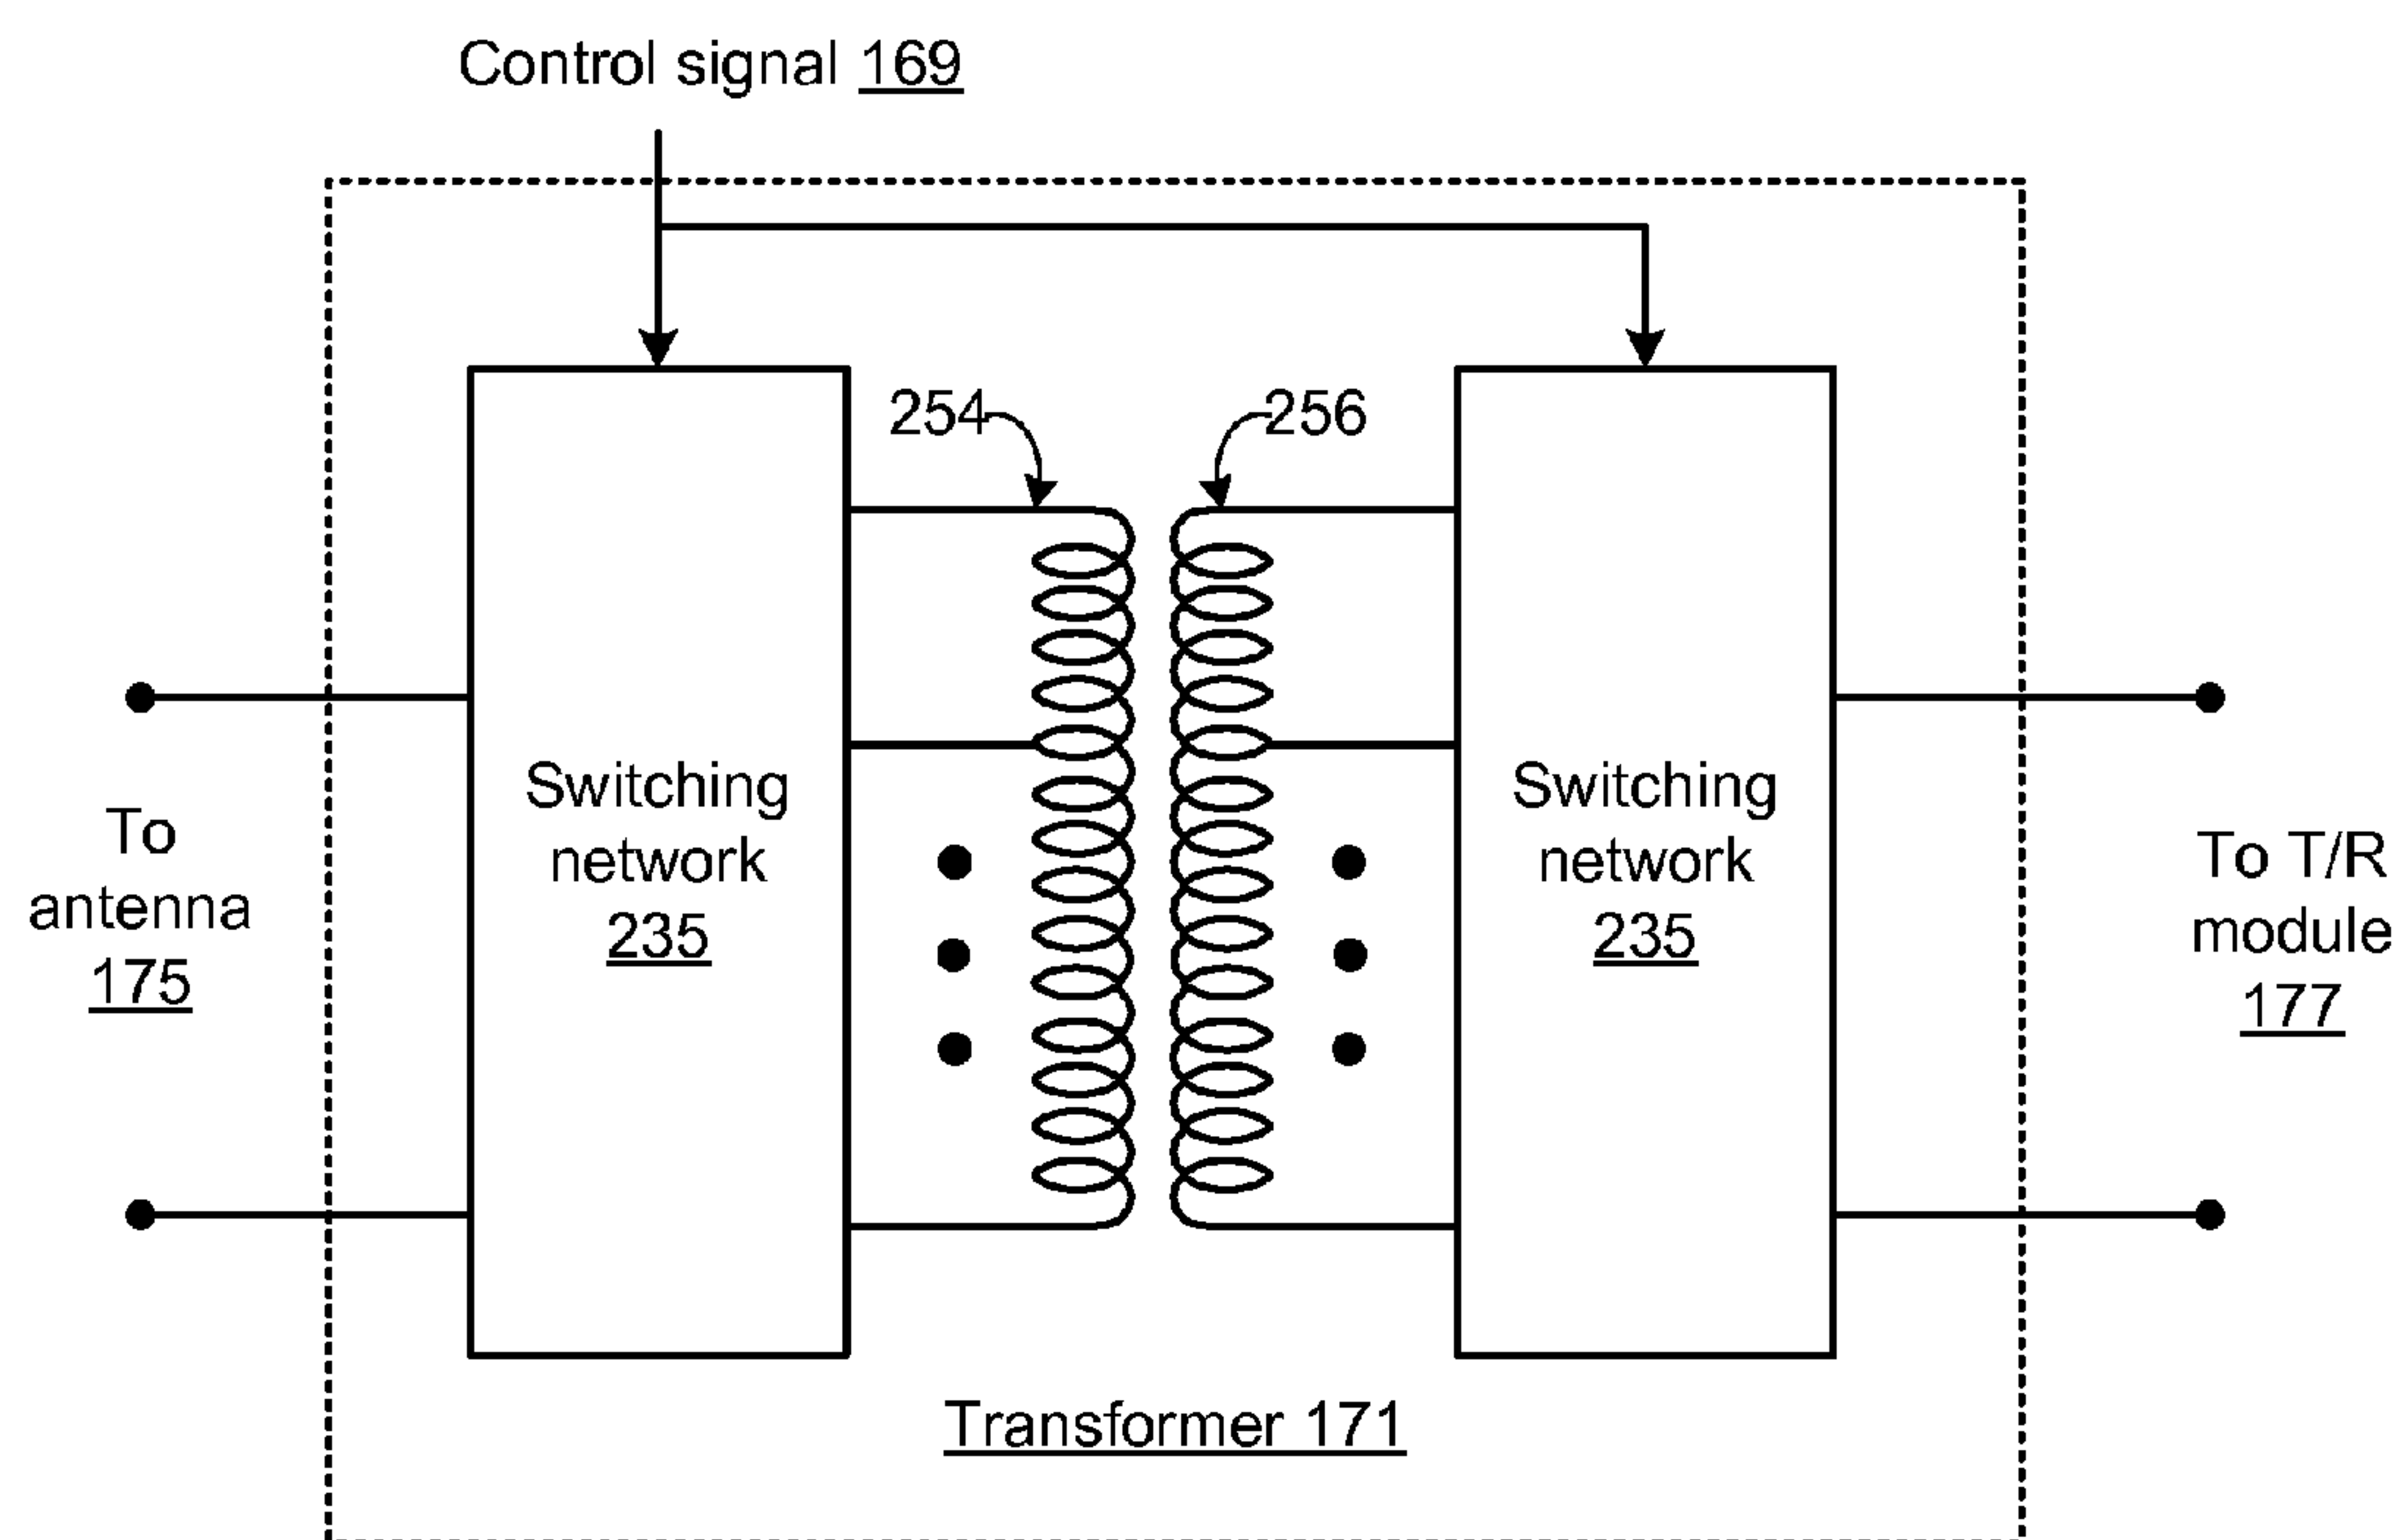 Control signal 169
254
256
Switching
network
235
Switching
network
235
To
antenna
175
To T/R
module
177
Transformer 171